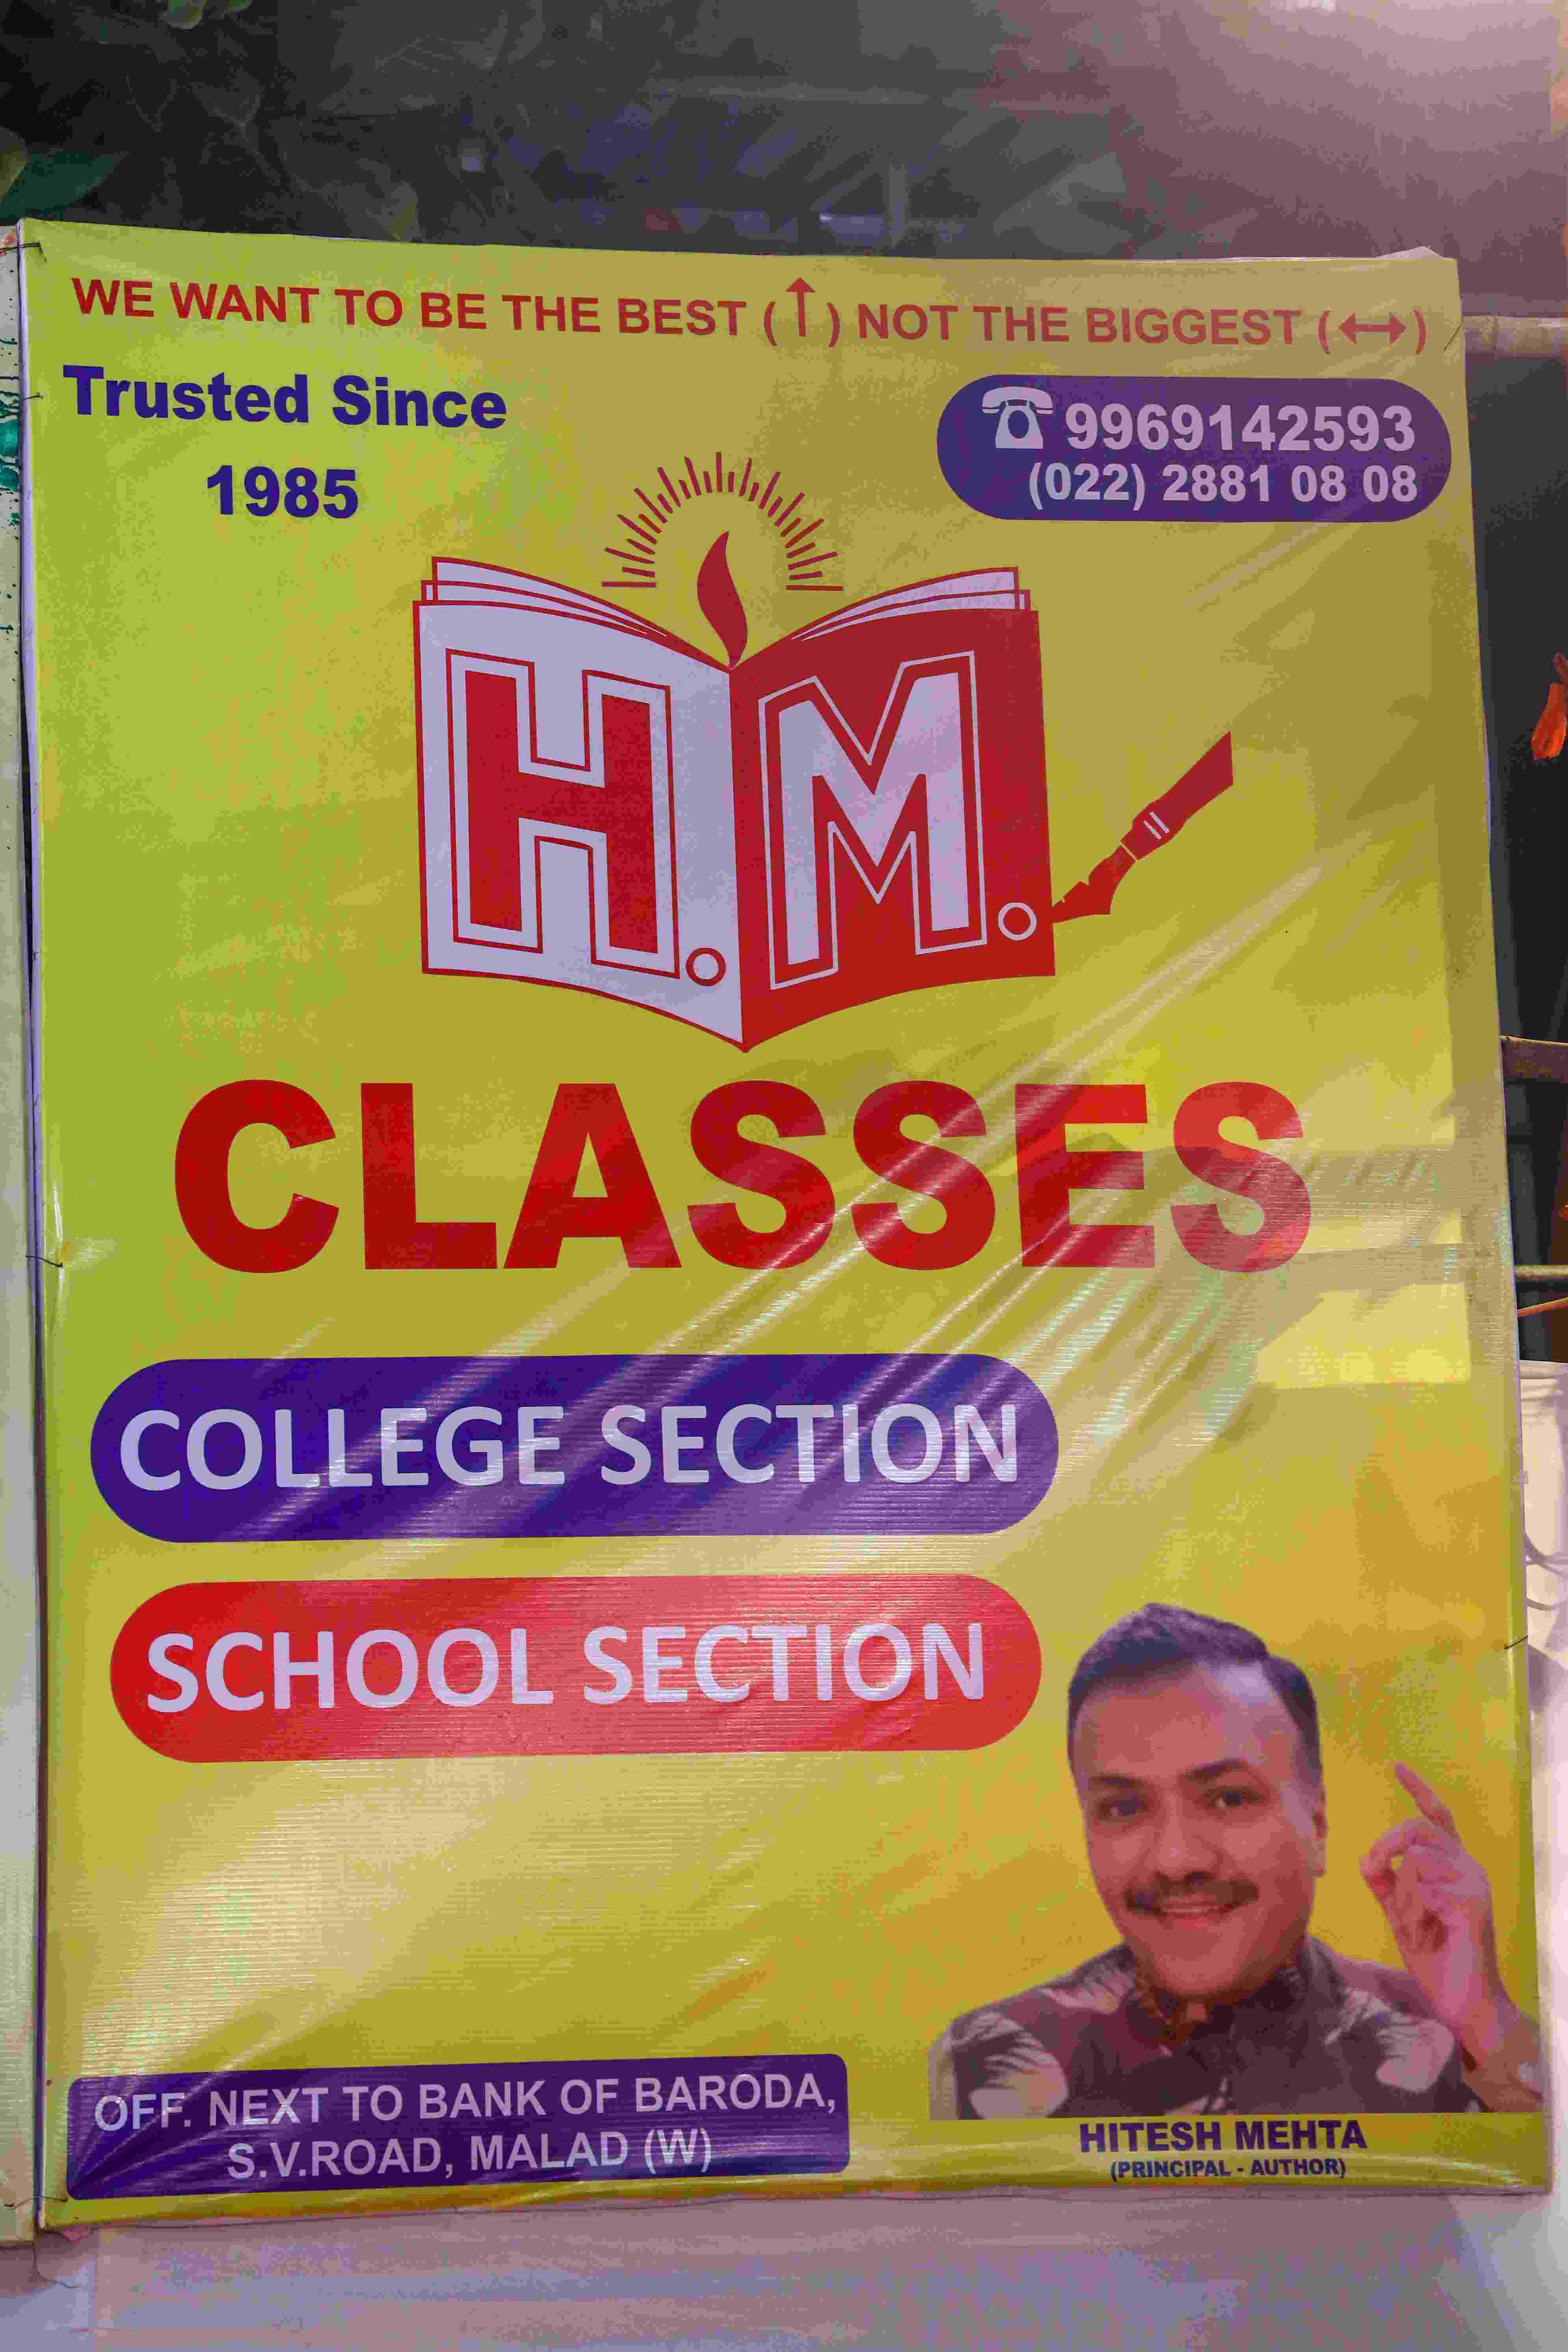 WE WANT TO BE THE BEST (↑) NOT THE BIGGEST (↔)
Trusted Since
1985
9969142593
(022) 2881 08 08
H.M.
CLASSES
COLLEGE SECTION
SCHOOL SECTION
OFF. NEXT TO BANK OF BARODA,
S.V.ROAD, MALAD (W)
HITESH MEHTA
(PRINCIPAL - AUTHOR)